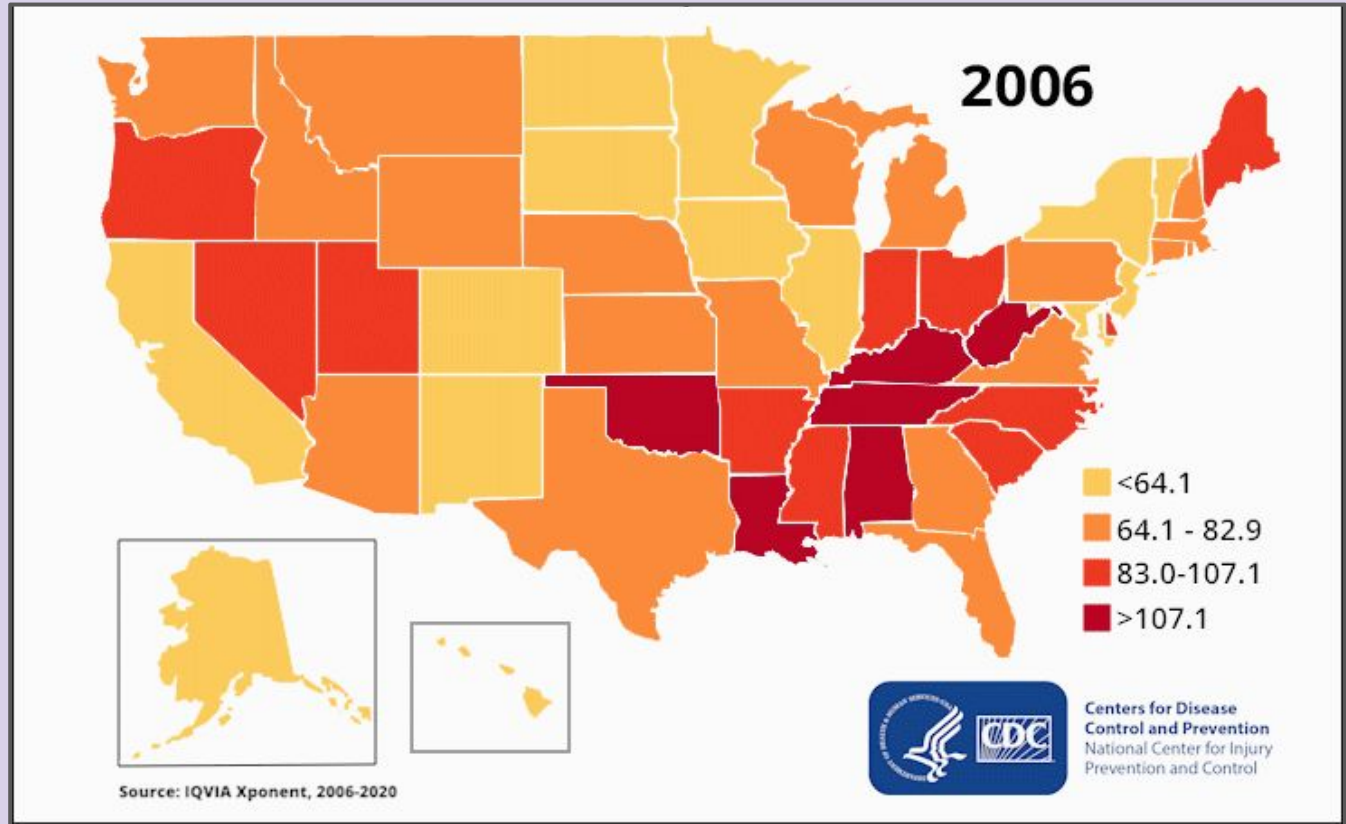 2006
<64.1
64.1 - 82.9
83.0-107.1
>107.1
CDC
Centers for Disease
Control and Prevention
National Center for Injury
Prevention and Control
Source: IQVIA Xponent, 2006-2020